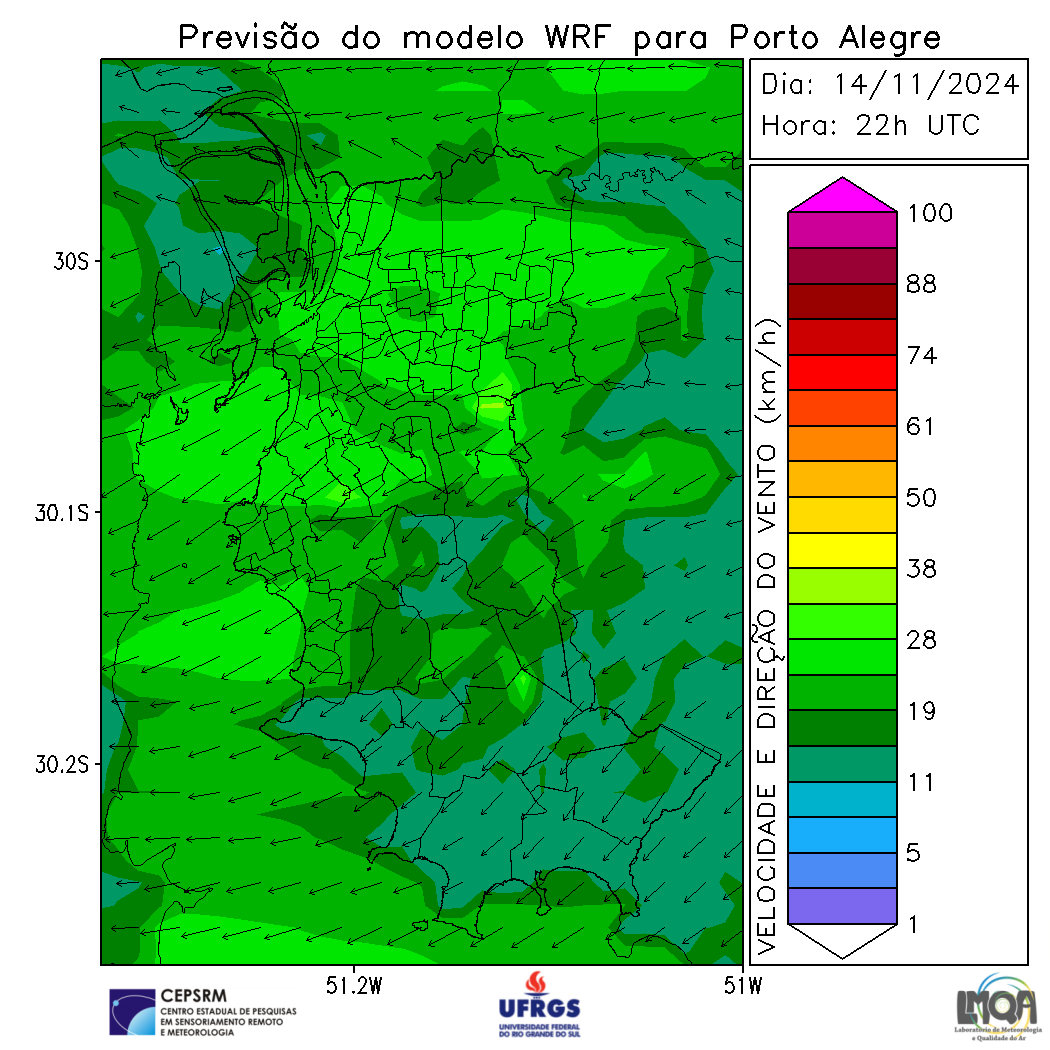 Previsão do modelo WRF para Porto Alegre
Dia: 14/11/2024
Hora: 22h UTC
30S
30.1S
30.2S
51.2W
51W
VELOCIDADE E DIREÇÃO DO VENTO (km/h)
100
88
74
61
50
38
28
19
11
5
1
CEPSRM
CENTRO ESTADUAL DE PESQUISAS
EM SENSORIAMENTO REMOTO
E METEOROLOGIA
UFRGS
UNIVERSIDADE FEDERAL
DO RIO GRANDE DO SUL
LMQA
Laboratório de Meteorologia
e Qualidade do Ar